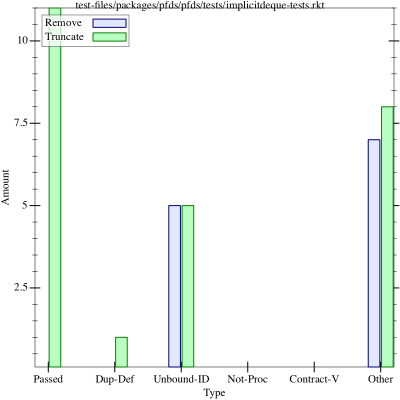 test-files/packages/pfds/pfds/tests/implicitdeque-tests.rkt
Remove
Truncate
10
7.5
5
2.5
Amount
Passed Dup-Def Unbound-ID Not-Proc Contract-V Other
Type